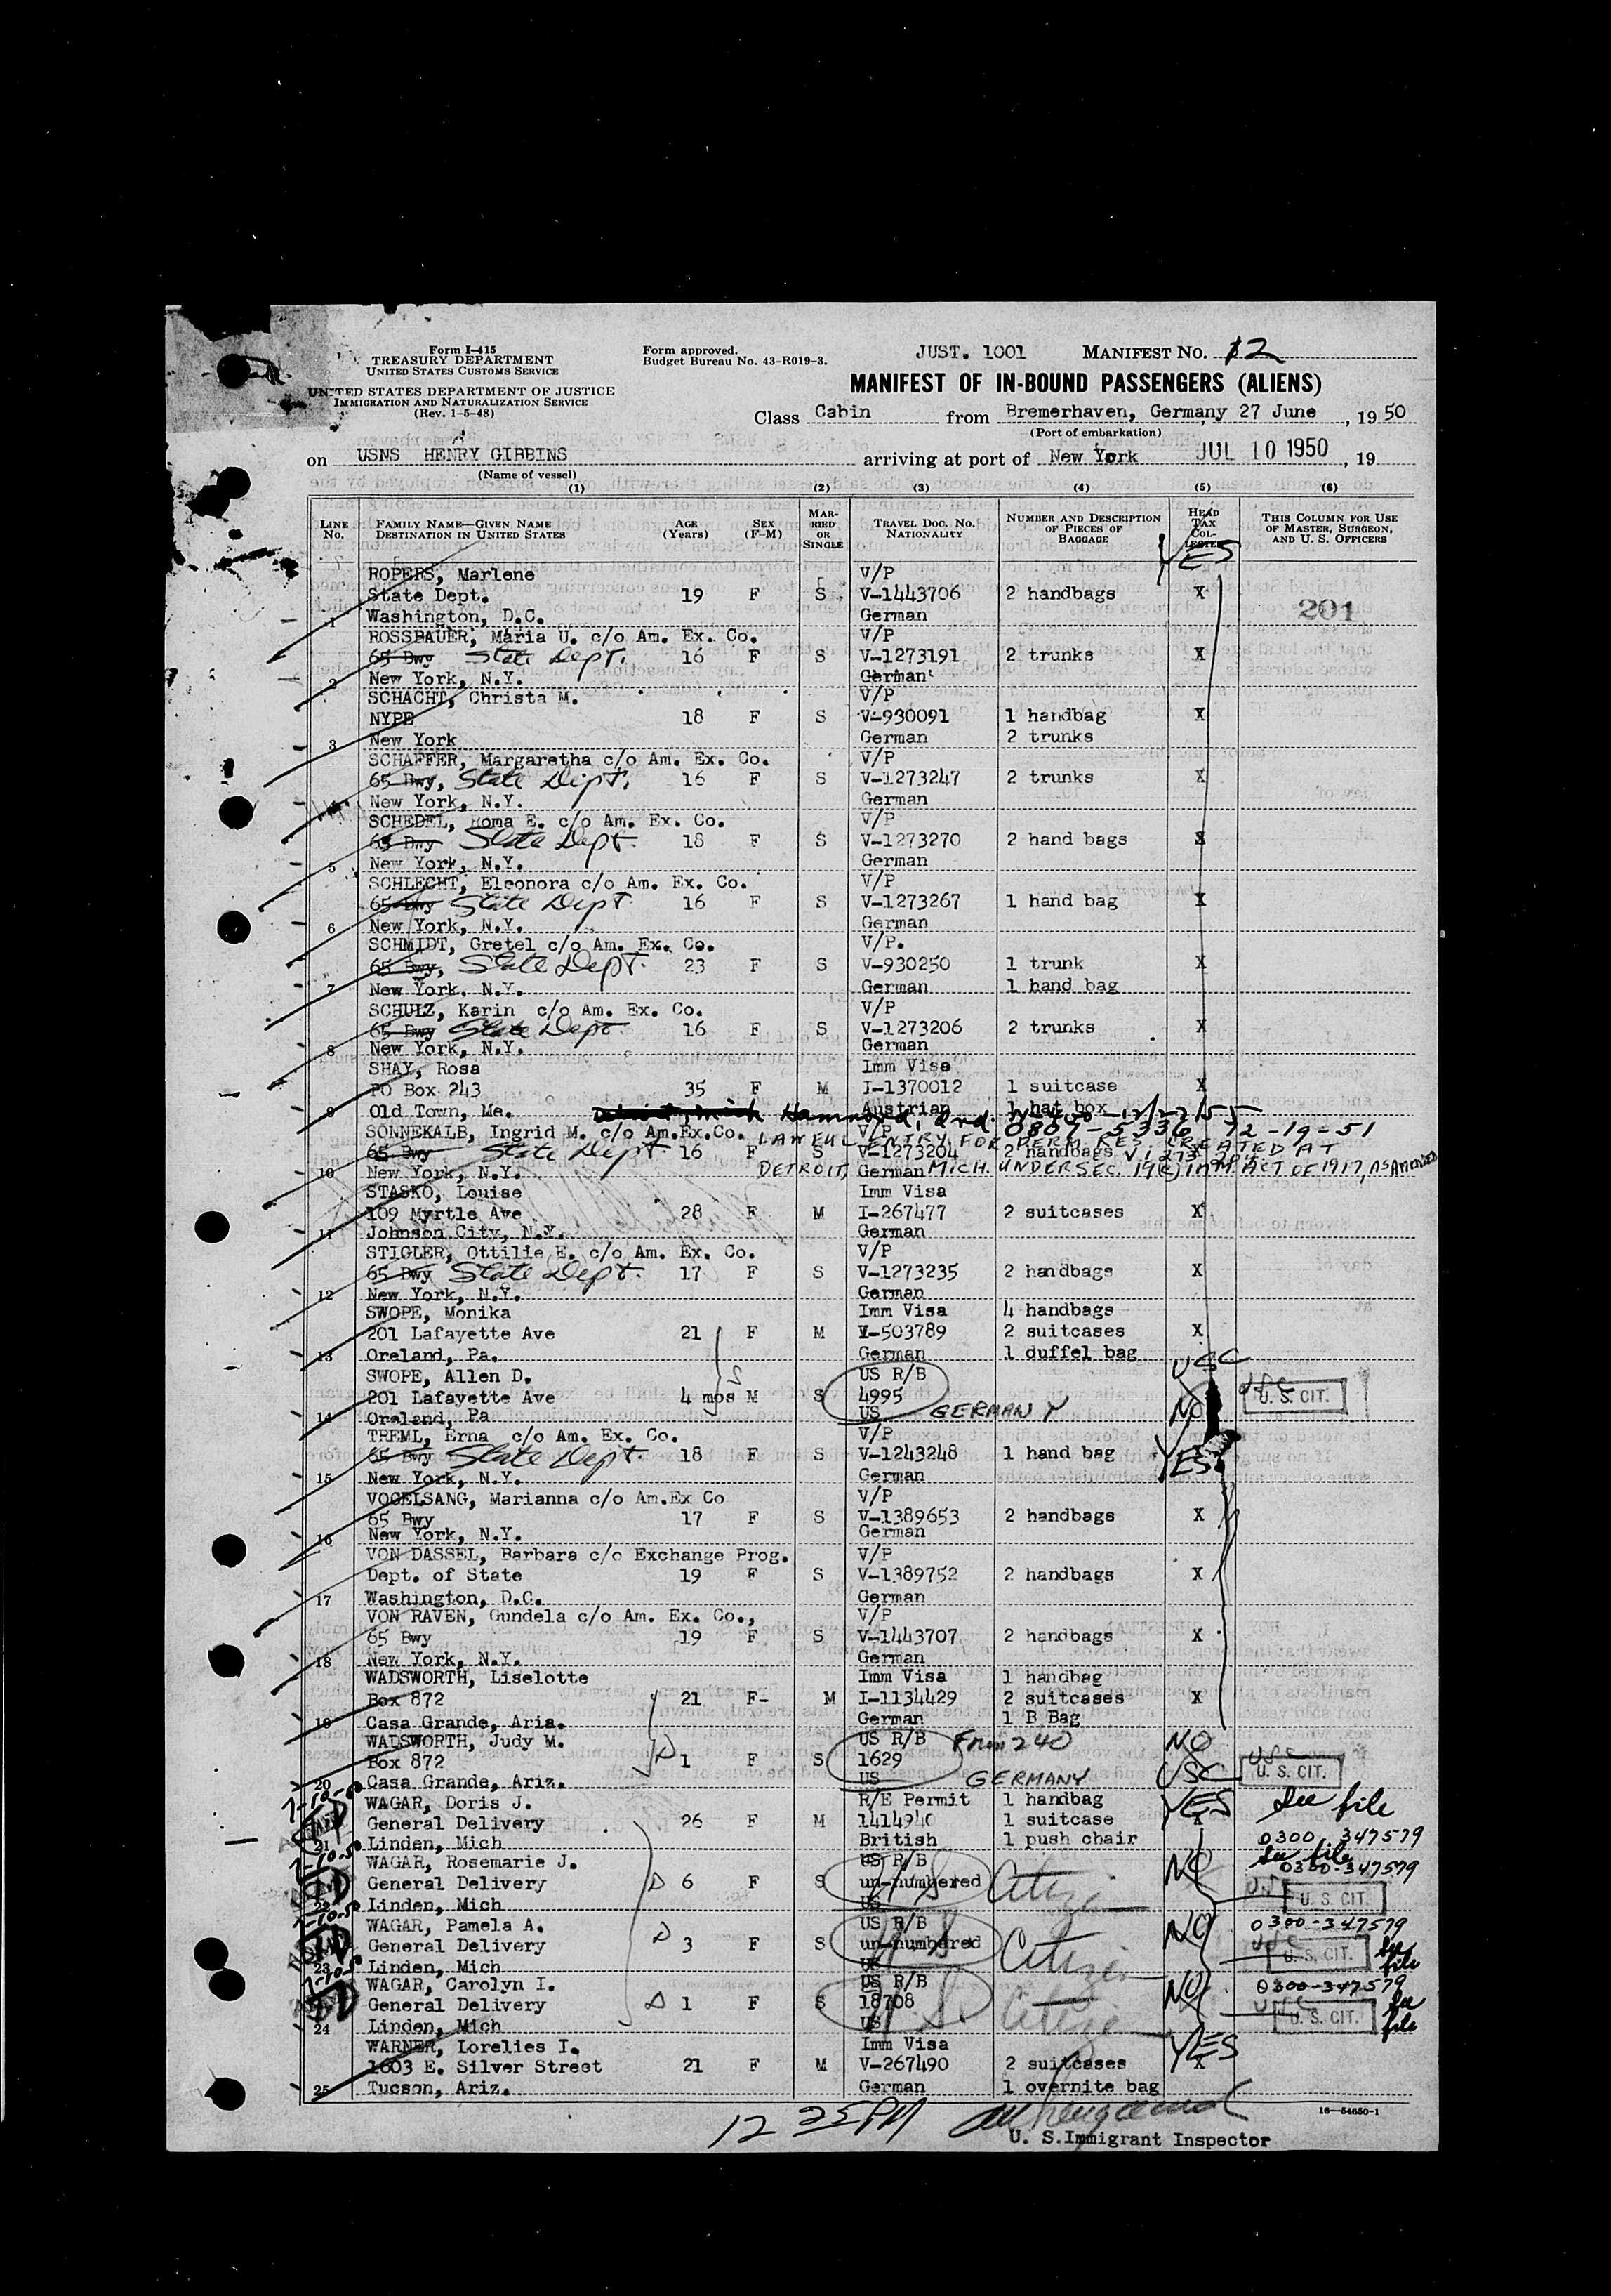 Form I-415
TREASURY DEPARTMENT
UNITED STATES CUSTOMS SERVICE
UNITED STATES DEPARTMENT OF JUSTICE
IMMIGRATION AND NATURALIZATION SERVICE
(Rev. 1-5-48)
Form approved.
Budget Bureau No. 43-R019-3.
JUST. 1001 MANIFEST NO. 12
MANIFEST OF IN-BOUND PASSENGERS (ALIENS)
Class Cabin from Bremerhaven, Germany, 27 June, 1950
(Port of embarkation)
on USNS HENRY GIBBINS arriving at port of New York JUL 10 1950, 19
(Name of vessel)
(1) (2) (3) (4) (5) (6)
LINE No. FAMILY NAME—GIVEN NAME DESTINATION IN UNITED STATES AGE (Years) SEX (F-M) MARRIED OR SINGLE TRAVEL DOC. NO. NATIONALITY NUMBER AND DESCRIPTION OF PIECES OF BAGGAGE HEAD TAX COLLECTED THIS COLUMN FOR USE OF MASTER, SURGEON, AND U. S. OFFICERS
YES
ROPERS, Marlene V/P
State Dept. 19 F S V-1443706 2 handbags X 201
1 Washington, D.C. German
ROSSBAUER, Maria U. c/o Am. Ex. Co. V/P
65 Bwy State Dept. 16 F S V-1273191 2 trunks X
2 New York, N.Y. German
SCHACHT, Christa M. V/P
NYPE 18 F S V-930091 1 handbag X
3 New York German 2 trunks
SCHAFFER, Margaretha c/o Am. Ex. Co. V/P
65 Bwy, State Dept. 16 F S V-1273247 2 trunks X
4 New York, N.Y. German
SCHEDEL, Roma E. c/o Am. Ex. Co. V/P
65 Bwy State Dept. 18 F S V-1273270 2 hand bags X
5 New York, N.Y. German
SCHLECHT, Eleonora c/o Am. Ex. Co. V/P
65 Bwy State Dept 16 F S V-1273267 1 hand bag X
6 New York, N.Y. German
SCHMIDT, Gretel c/o Am. Ex. Co. V/P.
65 Bwy, State Dept. 23 F S V-930250 1 trunk X
7 New York, N.Y. German 1 hand bag
SCHULZ, Karin c/o Am. Ex. Co. V/P
65 Bwy State Dept 16 F S V-1273206 2 trunks X
8 New York, N.Y. German
SHAY, Rosa Imm Visa
PO Box 243 35 F M I-1370012 1 suitcase X
9 Old Town, Me. Austrian 1 hat box
Hammond, Ind.
SONNEKALB, Ingrid M. c/o Am.Ex.Co. V/P 0807-5336 12-19-51
LAWFUL ENTRY FOR PERM. RES. CREATED AT
65 Bwy State Dept. 16 F S V-1273204 2 handbags
DETROIT, MICH. UNDER SEC. 19(c) IMM. ACT OF 1917, AS AMENDED
10 New York, N.Y. German
STASKO, Louise Imm Visa
109 Myrtle Ave 28 F M I-267477 2 suitcases X
11 Johnson City, N.Y. German
STIGLER, Ottilie E. c/o Am. Ex. Co. V/P
65 Bwy State Dept. 17 F S V-1273235 2 handbags X
12 New York, N.Y. German
SWOPE, Monika Imm Visa 4 handbags
201 Lafayette Ave 21 F M V-503789 2 suitcases X
13 Oreland, Pa. German 1 duffel bag
SWOPE, Allen D. US R/B USC
201 Lafayette Ave 4 mos M S 4995 NO U. S. CIT.
14 Oreland, Pa US GERMANY
TREML, Erna c/o Am. Ex. Co. V/P
65 Bwy State Dept. 18 F S V-1243248 1 hand bag YES
15 New York, N.Y. German
VOGELSANG, Marianna c/o Am.Ex Co V/P
65 Bwy 17 F S V-1389653 2 handbags X
16 New York, N.Y. German
VON DASSEL, Barbara c/o Exchange Prog. V/P
Dept. of State 19 F S V-1389752 2 handbags X
17 Washington, D.C. German
VON RAVEN, Gundela c/o Am. Ex. Co., V/P
65 Bwy 19 F S V-1443707 2 handbags X
18 New York, N.Y. German
WADSWORTH, Liselotte Imm Visa 1 handbag
Box 872 21 F- M I-1134429 2 suitcases X
19 Casa Grande, Aria. German 1 B Bag
WADSWORTH, Judy M. US R/B Form 240 NO
Box 872 1 F S 1629 USC U. S. CIT.
20 Casa Grande, Ariz. US GERMANY
7-10-50 WAGAR, Doris J. R/E Permit 1 handbag YES See file
General Delivery 26 F M 1414940 1 suitcase X
21 Linden, Mich British 1 push chair 0300-347579
7-10-50 WAGAR, Rosemarie J. US R/B NO See file 0300-347579
General Delivery 6 F S un-numbered U S Citizen U. S. CIT.
22 Linden, Mich US
7-10-50 WAGAR, Pamela A. US R/B NO 0300-347579
General Delivery 3 F S un-numbered U S Citizen U. S. CIT. See file
23 Linden, Mich US
7-10-50 WAGAR, Carolyn I. US R/B NO 0300-347579
General Delivery 1 F S 18708 U.S. Citizen U. S. CIT. See file
24 Linden, Mich US
WARNER, Lorelies I. Imm Visa YES
1603 E. Silver Street 21 F M V-267490 2 suitcases X
25 Tucson, Ariz. German 1 overnite bag
16—54650-1
12 35 PM
U. S. Immigrant Inspector